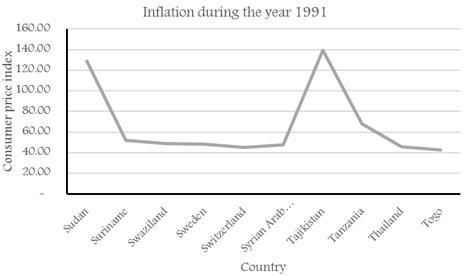 Inflation during the year 1991
Consumer price index
160.00
140.00
120.00
100.00
80.00
60.00
40.00
20.00
-
Sudan
Suriname
Swaziland
Sweden
Switzerland
Syrian Arab...
Tajikistan
Tanzania
Thailand
Togo
Country